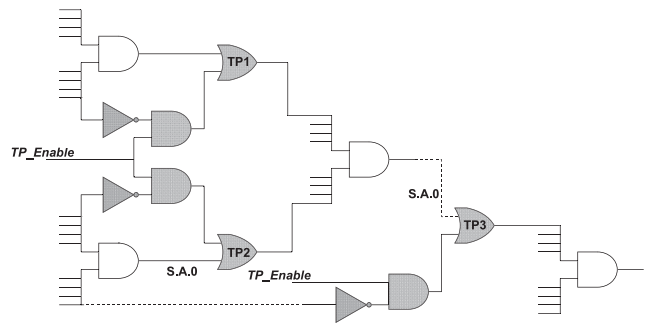 TP1
TP_Enable
S.A.0
TP2
S.A.0
TP3
TP_Enable